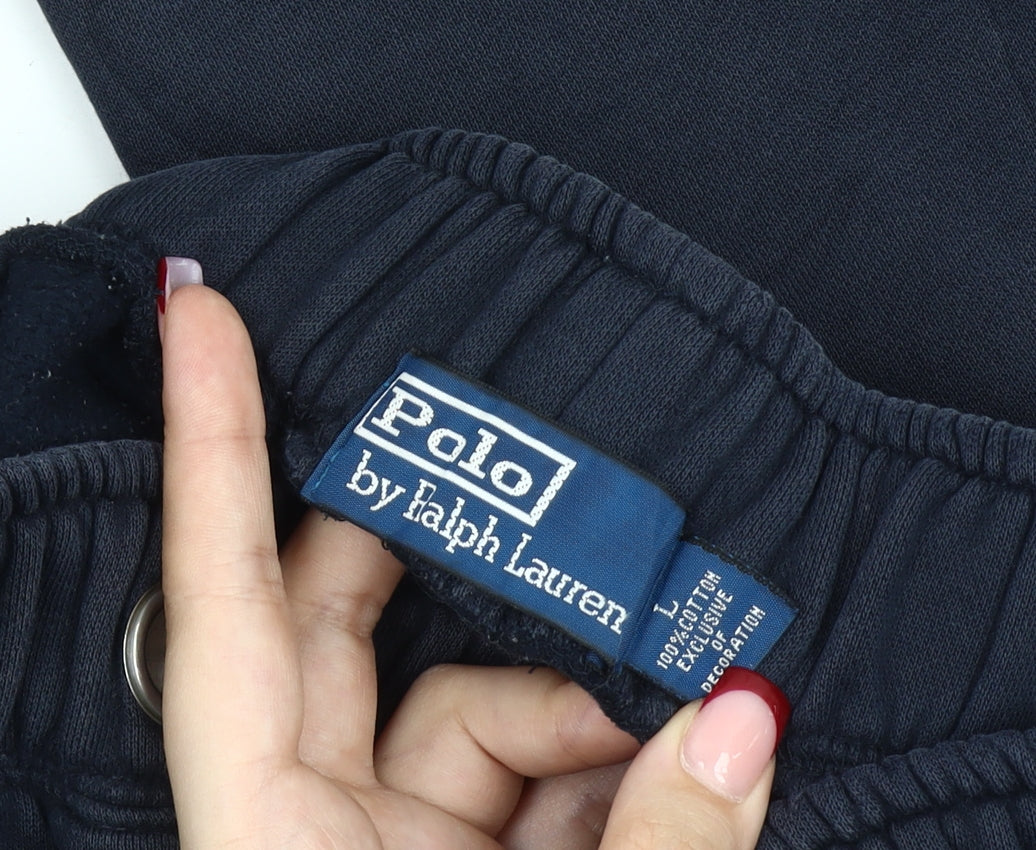 Polo
by Ralph Lauren
L
100% COTTON
EXCLUSIVE
OF
DECORATION